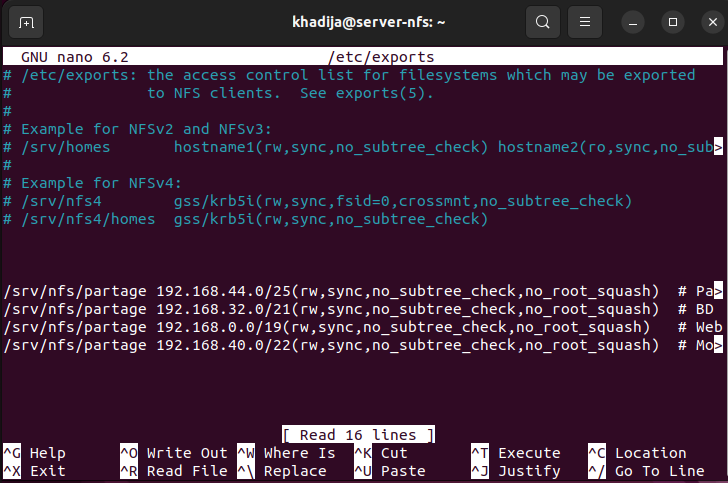 khadija@server-nfs: ~
GNU nano 6.2 /etc/exports
# /etc/exports: the access control list for filesystems which may be exported
#               to NFS clients.  See exports(5).
#
# Example for NFSv2 and NFSv3:
# /srv/homes       hostname1(rw,sync,no_subtree_check) hostname2(ro,sync,no_sub>
#
# Example for NFSv4:
# /srv/nfs4        gss/krb5i(rw,sync,fsid=0,crossmnt,no_subtree_check)
# /srv/nfs4/homes  gss/krb5i(rw,sync,no_subtree_check)
/srv/nfs/partage 192.168.44.0/25(rw,sync,no_subtree_check,no_root_squash)  # Pa>
/srv/nfs/partage 192.168.32.0/21(rw,sync,no_subtree_check,no_root_squash)  # BD
/srv/nfs/partage 192.168.0.0/19(rw,sync,no_subtree_check,no_root_squash)   # Web
/srv/nfs/partage 192.168.40.0/22(rw,sync,no_subtree_check,no_root_squash)  # Mo>
[ Read 16 lines ]
^G Help ^O Write Out ^W Where Is ^K Cut ^T Execute ^C Location
^X Exit ^R Read File ^\ Replace ^U Paste ^J Justify ^/ Go To Line